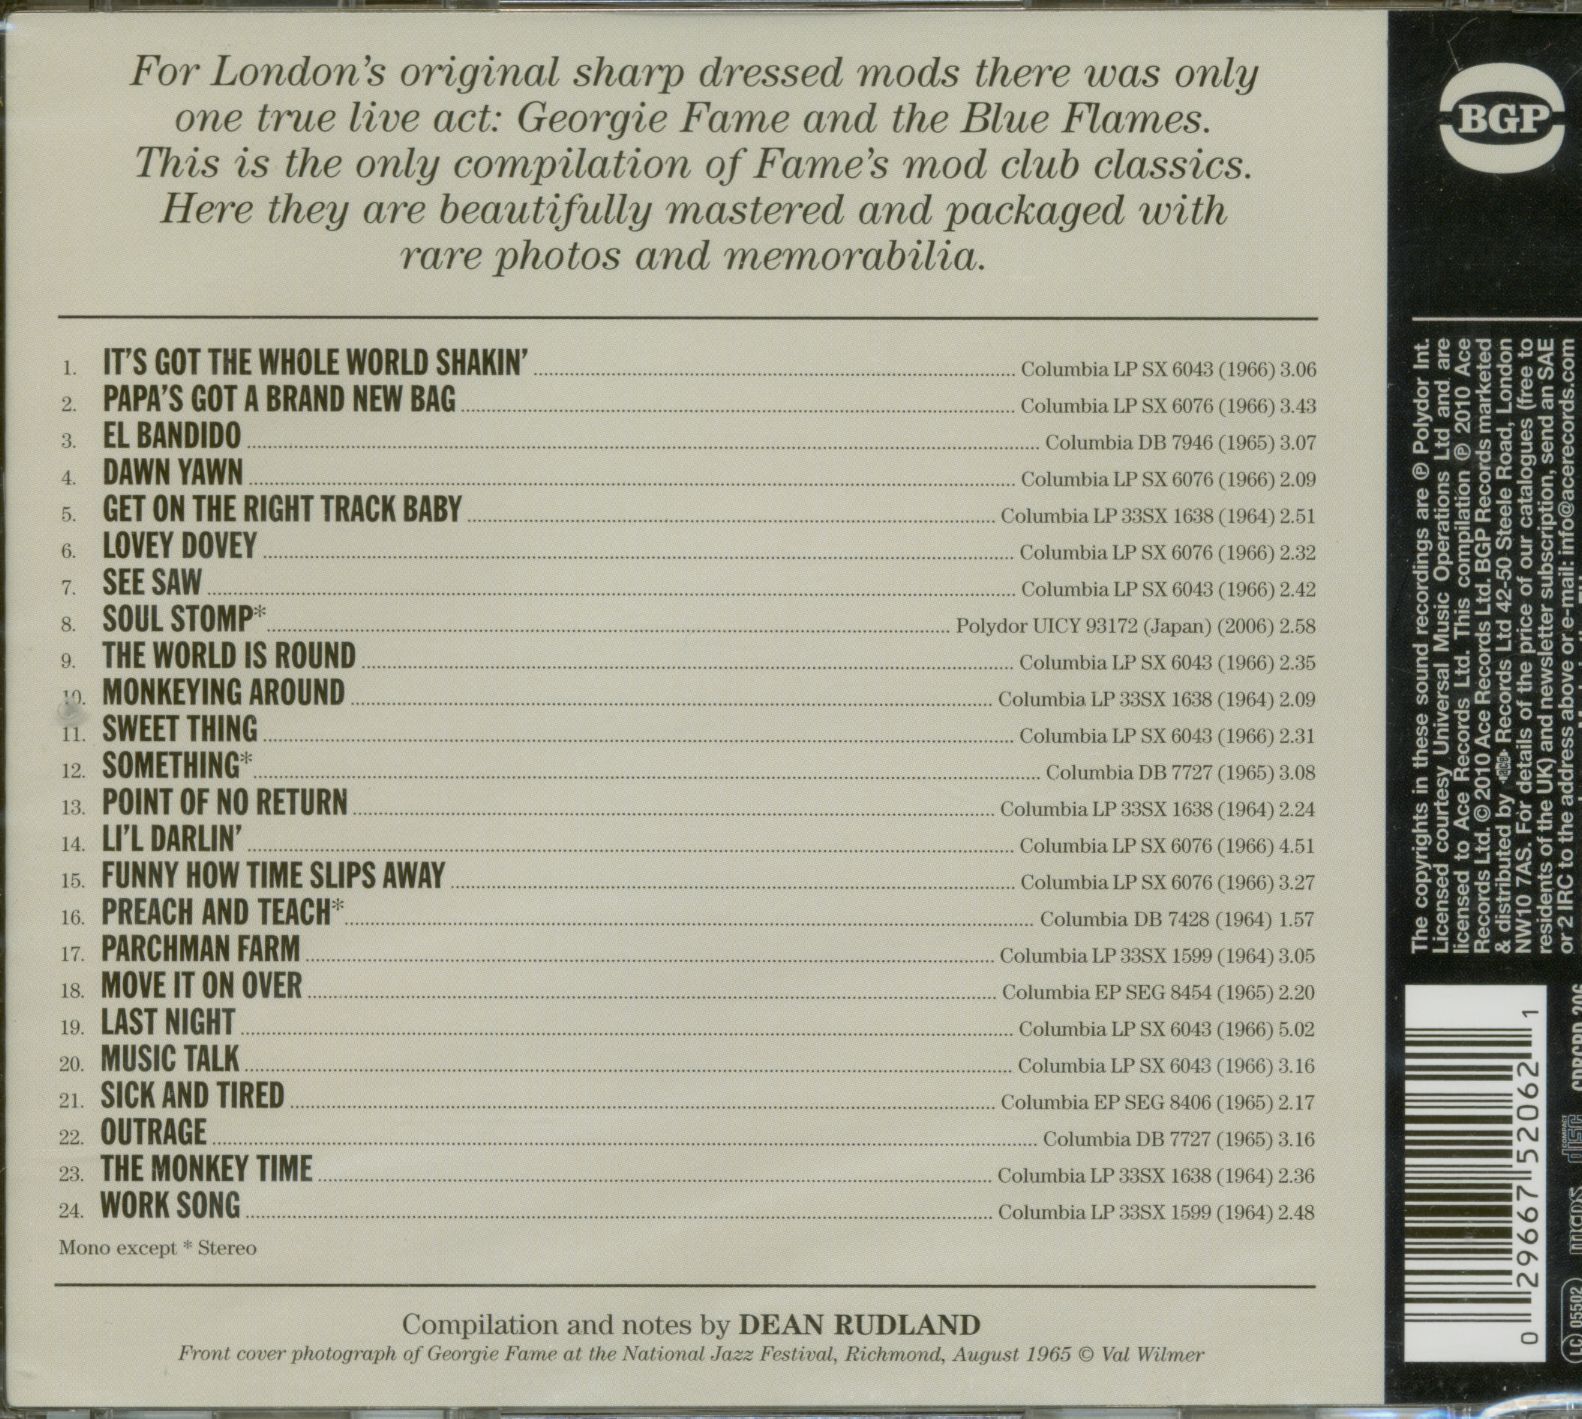 For London's original sharp dressed mods there was only
one true live act: Georgie Fame and the Blue Flames.
This is the only compilation of Fame's mod club classics.
Here they are beautifully mastered and packaged with
rare photos and memorabilia.
1. IT'S GOT THE WHOLE WORLD SHAKIN' Columbia LP SX 6043 (1966) 3.06
2. PAPA'S GOT A BRAND NEW BAG Columbia LP SX 6076 (1966) 3.43
3. EL BANDIDO Columbia DB 7946 (1965) 3.07
4. DAWN YAWN Columbia LP SX 6076 (1966) 2.09
5. GET ON THE RIGHT TRACK BABY Columbia LP 33SX 1638 (1964) 2.51
6. LOVEY DOVEY Columbia LP SX 6076 (1966) 2.32
7. SEE SAW Columbia LP SX 6043 (1966) 2.42
8. SOUL STOMP* Polydor UICY 93172 (Japan) (2006) 2.58
9. THE WORLD IS ROUND Columbia LP SX 6043 (1966) 2.35
10. MONKEYING AROUND Columbia LP 33SX 1638 (1964) 2.09
11. SWEET THING Columbia LP SX 6043 (1966) 2.31
12. SOMETHING* Columbia DB 7727 (1965) 3.08
13. POINT OF NO RETURN Columbia LP 33SX 1638 (1964) 2.24
14. LI'L DARLIN' Columbia LP SX 6076 (1966) 4.51
15. FUNNY HOW TIME SLIPS AWAY Columbia LP SX 6076 (1966) 3.27
16. PREACH AND TEACH* Columbia DB 7428 (1964) 1.57
17. PARCHMAN FARM Columbia LP 33SX 1599 (1964) 3.05
18. MOVE IT ON OVER Columbia EP SEG 8454 (1965) 2.20
19. LAST NIGHT Columbia LP SX 6043 (1966) 5.02
20. MUSIC TALK Columbia LP SX 6043 (1966) 3.16
21. SICK AND TIRED Columbia EP SEG 8406 (1965) 2.17
22. OUTRAGE Columbia DB 7727 (1965) 3.16
23. THE MONKEY TIME Columbia LP 33SX 1638 (1964) 2.36
24. WORK SONG Columbia LP 33SX 1599 (1964) 2.48
Mono except * Stereo
Compilation and notes by DEAN RUDLAND
Front cover photograph of Georgie Fame at the National Jazz Festival, Richmond, August 1965 © Val Wilmer
BGP
The copyrights in these sound recordings are ℗ Polydor Int.
Licensed courtesy Universal Music Operations Ltd and are
licensed to Ace Records Ltd. This compilation ℗ 2010 Ace
Records Ltd. © 2010 Ace Records Ltd. BGP Records marketed
& distributed by ace Records Ltd 42-50 Steele Road, London
NW10 7AS. For details of the price of our catalogues (free to
residents of the UK) and newsletter subscription, send an SAE
or 2 IRC to the address above or e-mail: info@acerecords.com
0 29667 52062 1
COMPACT
disc
mcps
LC 05502